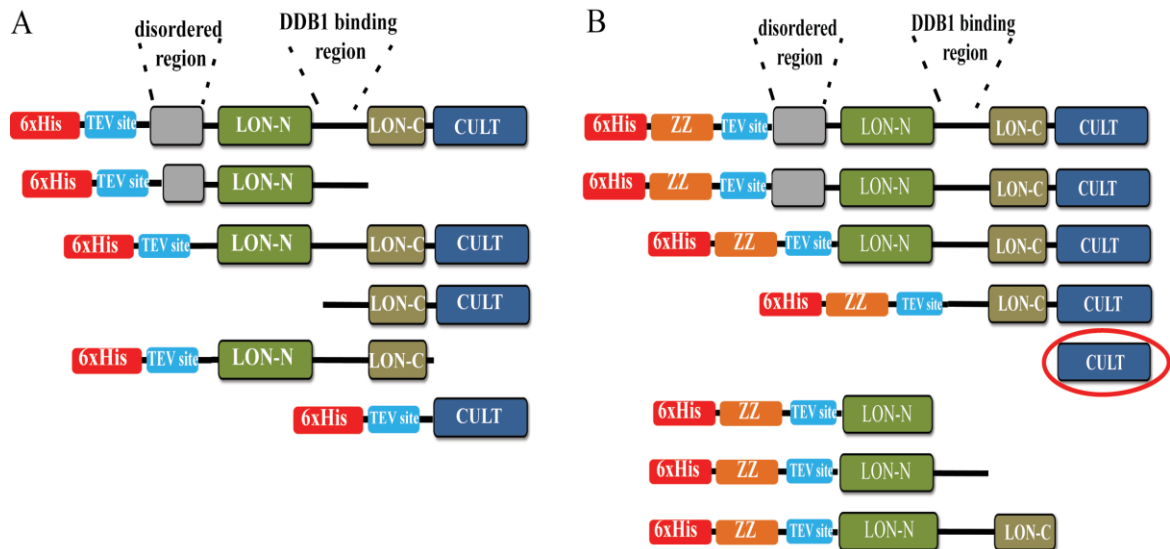 A
disordered
region
DDB1 binding
region
6xHis TEV site LON-N LON-C CULT
6xHis TEV site LON-N
6xHis TEV site LON-N LON-C CULT
LON-C CULT
6xHis TEV site LON-N LON-C
6xHis TEV site CULT
B
disordered
region
DDB1 binding
region
6xHis ZZ TEV site LON-N LON-C CULT
6xHis ZZ TEV site LON-N LON-C CULT
6xHis ZZ TEV site LON-N LON-C CULT
6xHis ZZ TEV site LON-C CULT
CULT
6xHis ZZ TEV site LON-N
6xHis ZZ TEV site LON-N
6xHis ZZ TEV site LON-N LON-C